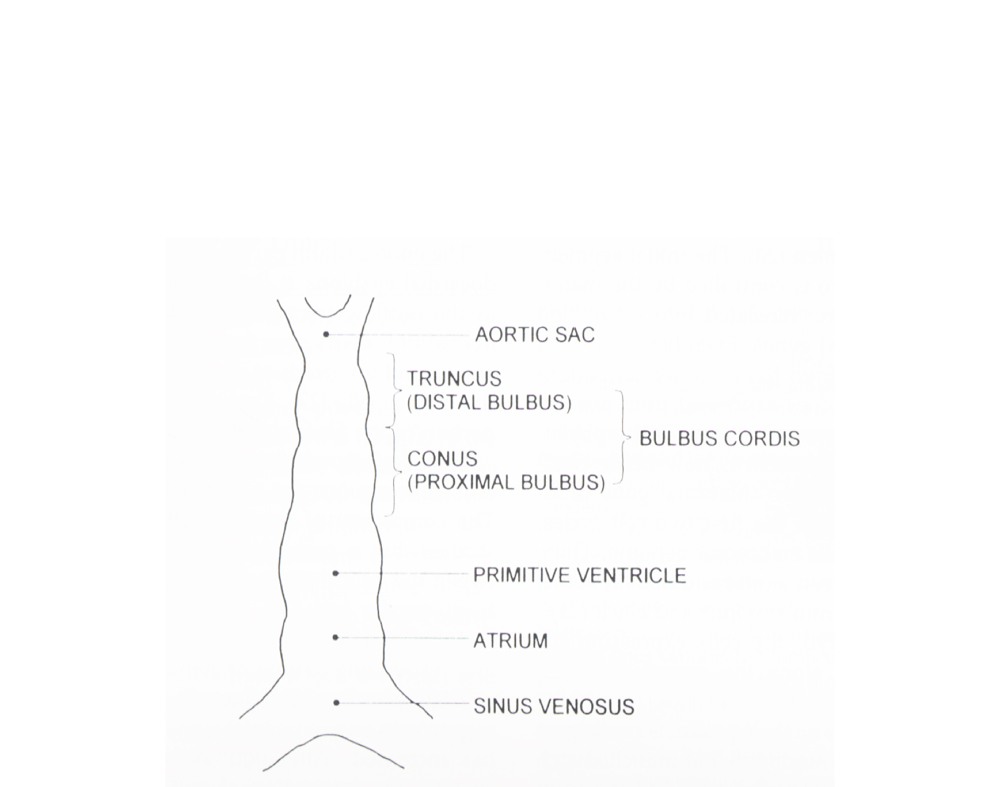 AORTIC SAC
TRUNCUS
(DISTAL BULBUS)
BULBUS CORDIS
CONUS
(PROXIMAL BULBUS)
PRIMITIVE VENTRICLE
ATRIUM
SINUS VENOSUS